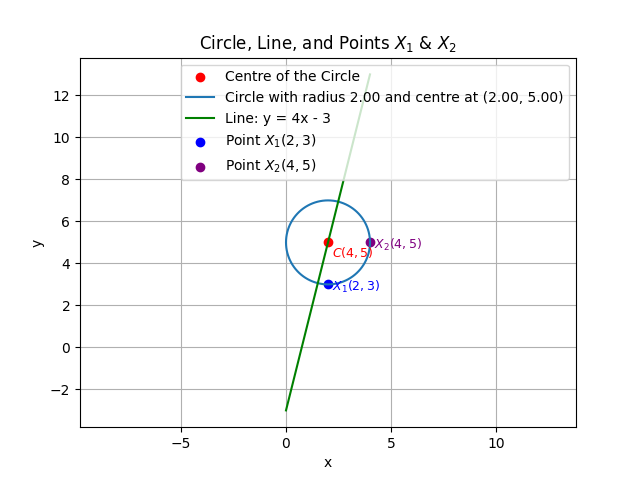 Circle, Line, and Points X₁ & X₂
Centre of the Circle
Circle with radius 2.00 and centre at (2.00, 5.00)
Line: y = 4x - 3
Point X₁(2, 3)
Point X₂(4, 5)
12
10
8
6
4
2
0
−2
y
X₂(4, 5)
C(4, 5)
X₁(2, 3)
−5
0
5
10
x